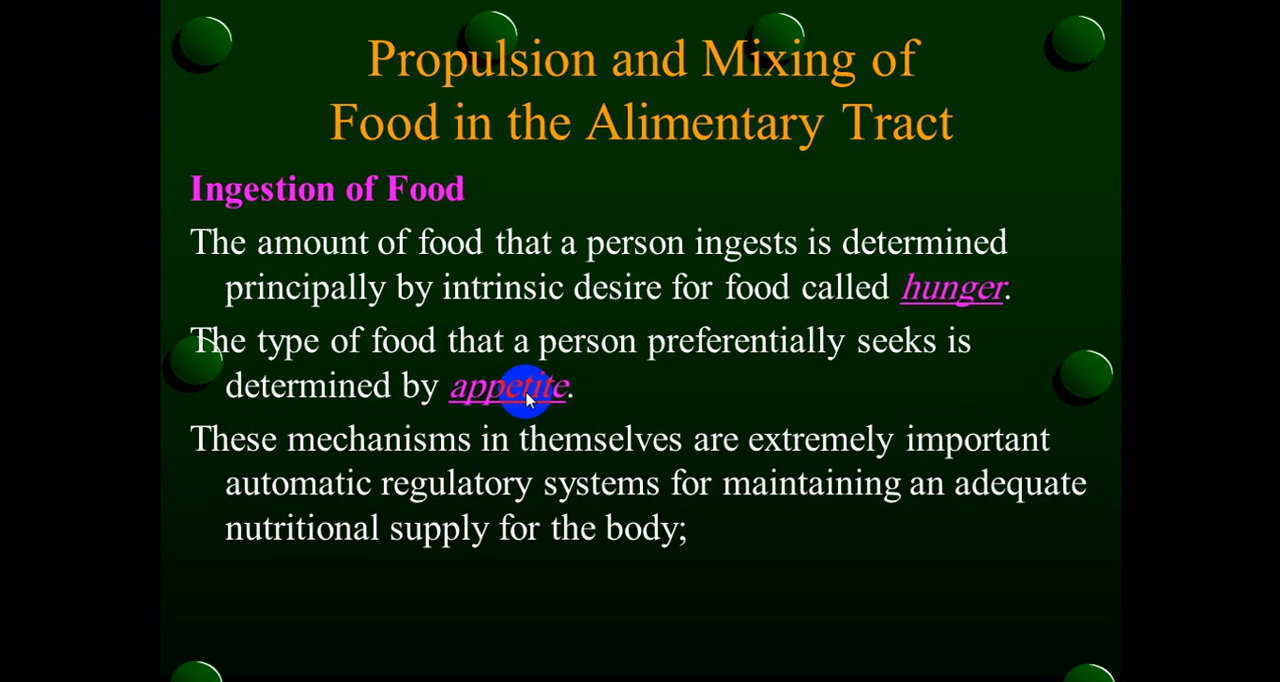 Propulsion and Mixing of
Food in the Alimentary Tract
Ingestion of Food
The amount of food that a person ingests is determined
principally by intrinsic desire for food called hunger.
The type of food that a person preferentially seeks is
determined by appetite.
These mechanisms in themselves are extremely important
automatic regulatory systems for maintaining an adequate
nutritional supply for the body;